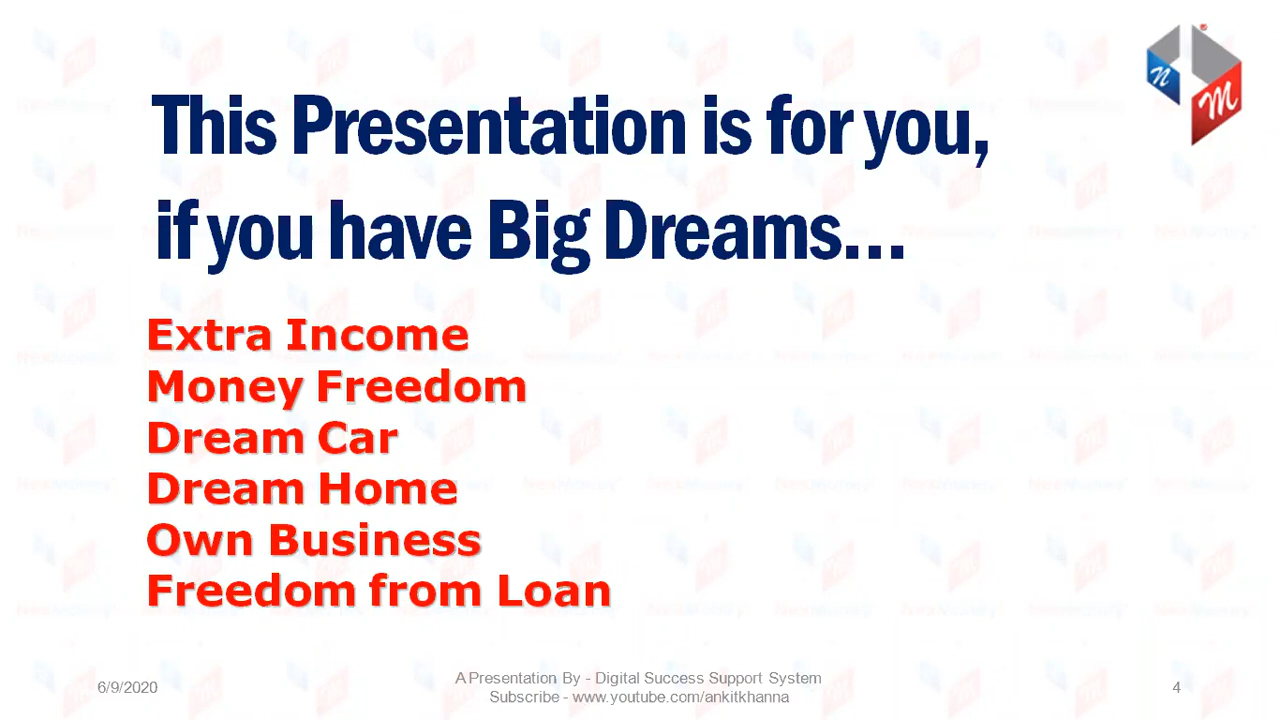 This Presentation is for you,
if you have Big Dreams...
Extra Income
Money Freedom
Dream Car
Dream Home
Own Business
Freedom from Loan
6/9/2020
A Presentation By - Digital Success Support System
Subscribe - www.youtube.com/ankitkhanna
4